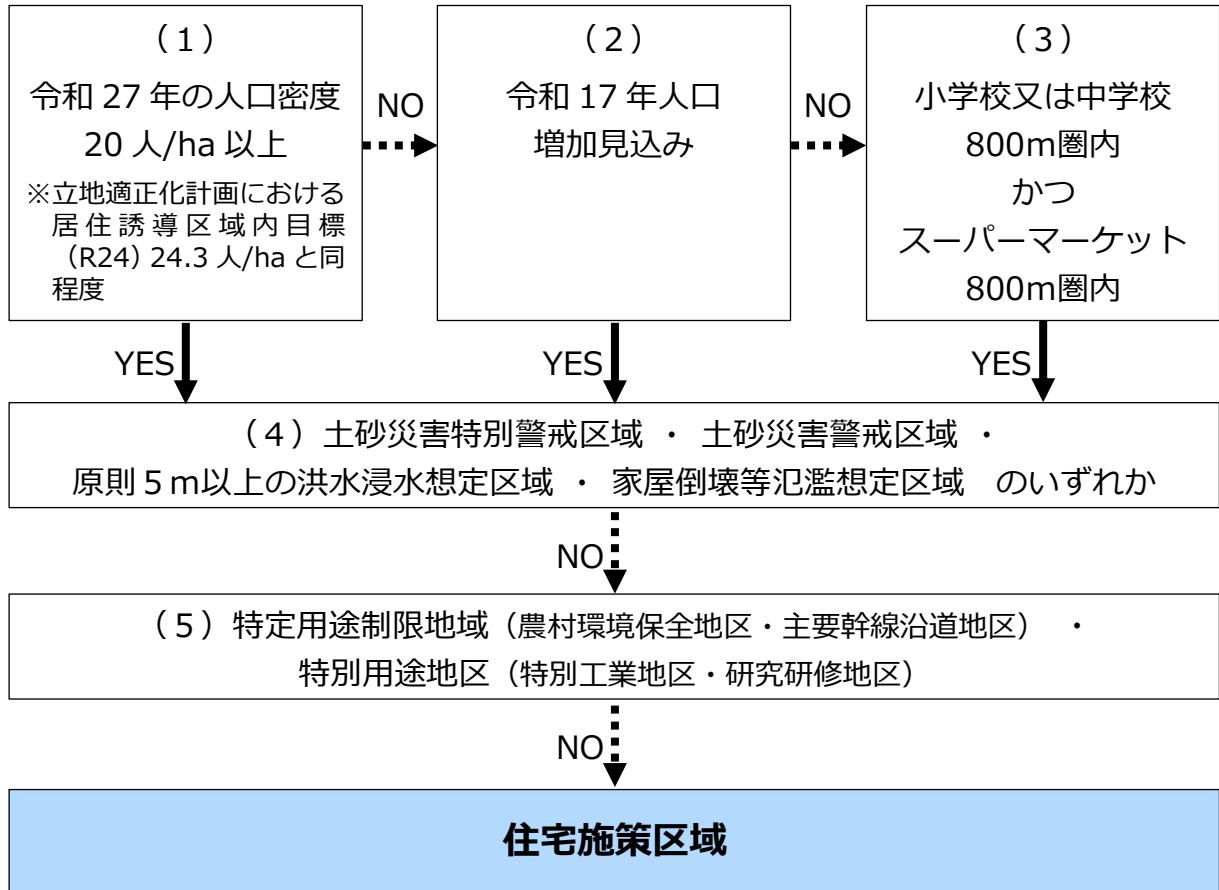 （１）
令和 27 年の人口密度
20 人/ha 以上
※立地適正化計画における
居住誘導区域内目標
（R24）24.3 人/ha と同
程度
NO
（２）
令和 17 年人口
増加見込み
NO
（３）
小学校又は中学校
800m圏内
かつ
スーパーマーケット
800m圏内
YES
YES
YES
（４）土砂災害特別警戒区域 ・ 土砂災害警戒区域 ・
原則５ｍ以上の洪水浸水想定区域 ・ 家屋倒壊等氾濫想定区域　のいずれか
NO
（５）特定用途制限地域（農村環境保全地区・主要幹線沿道地区） ・
特別用途地区（特別工業地区・研究研修地区）
NO
住宅施策区域